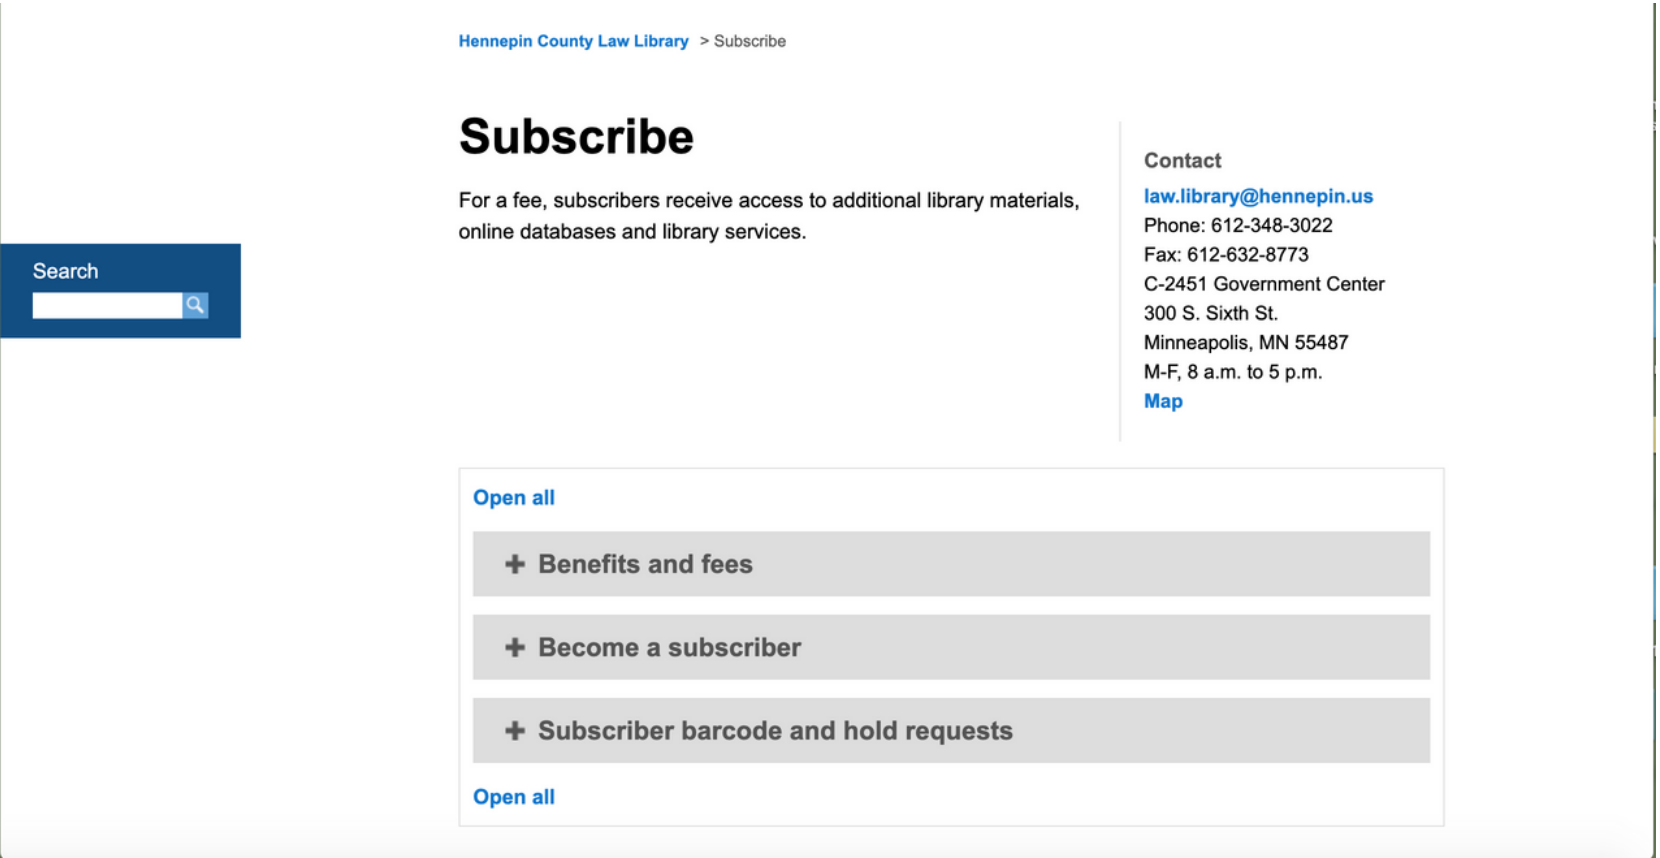 Hennepin County Law Library > Subscribe
Subscribe
For a fee, subscribers receive access to additional library materials,
online databases and library services.
Search
Contact
law.library@hennepin.us
Phone: 612-348-3022
Fax: 612-632-8773
C-2451 Government Center
300 S. Sixth St.
Minneapolis, MN 55487
M-F, 8 a.m. to 5 p.m.
Map
Open all
+ Benefits and fees
+ Become a subscriber
+ Subscriber barcode and hold requests
Open all